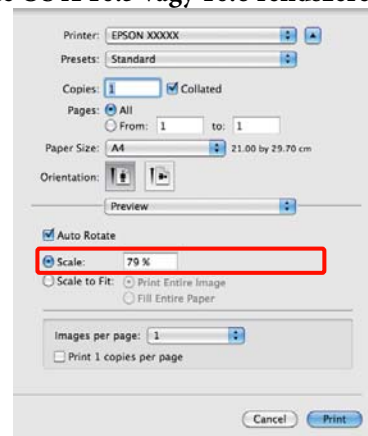 Printer: EPSON XXXXX
Presets: Standard
Copies: 1 Collated
Pages: All
From: 1 to: 1
Paper Size: A4 21.00 by 29.70 cm
Orientation:
Preview
Auto Rotate
Scale: 79 %
Scale to Fit: Print Entire Image
Fill Entire Paper
Images per page: 1
Print 1 copies per page
Cancel Print